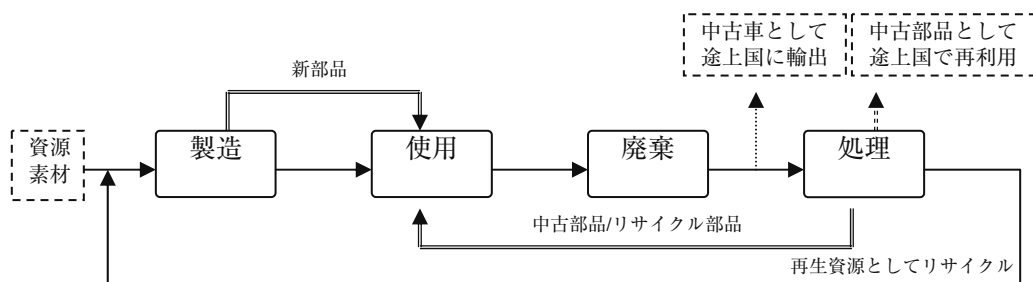 中古車として
途上国に輸出
中古部品として
途上国で再利用
新部品
資源
素材
製造
使用
廃棄
処理
中古部品/リサイクル部品
再生資源としてリサイクル